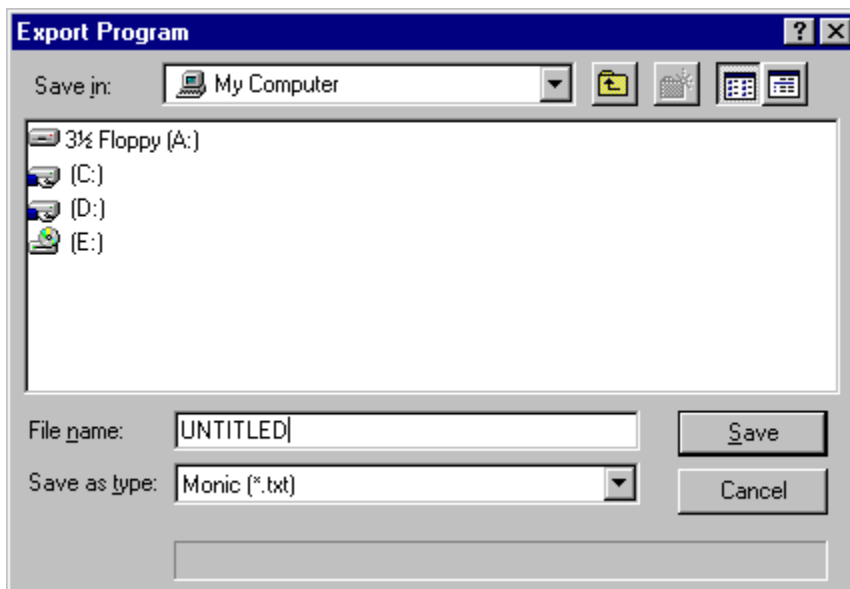 Export Program
Save in: My Computer
3½ Floppy (A:)
(C:)
(D:)
(E:)
File name: UNTITLED
Save
Save as type: Monic (*.txt)
Cancel